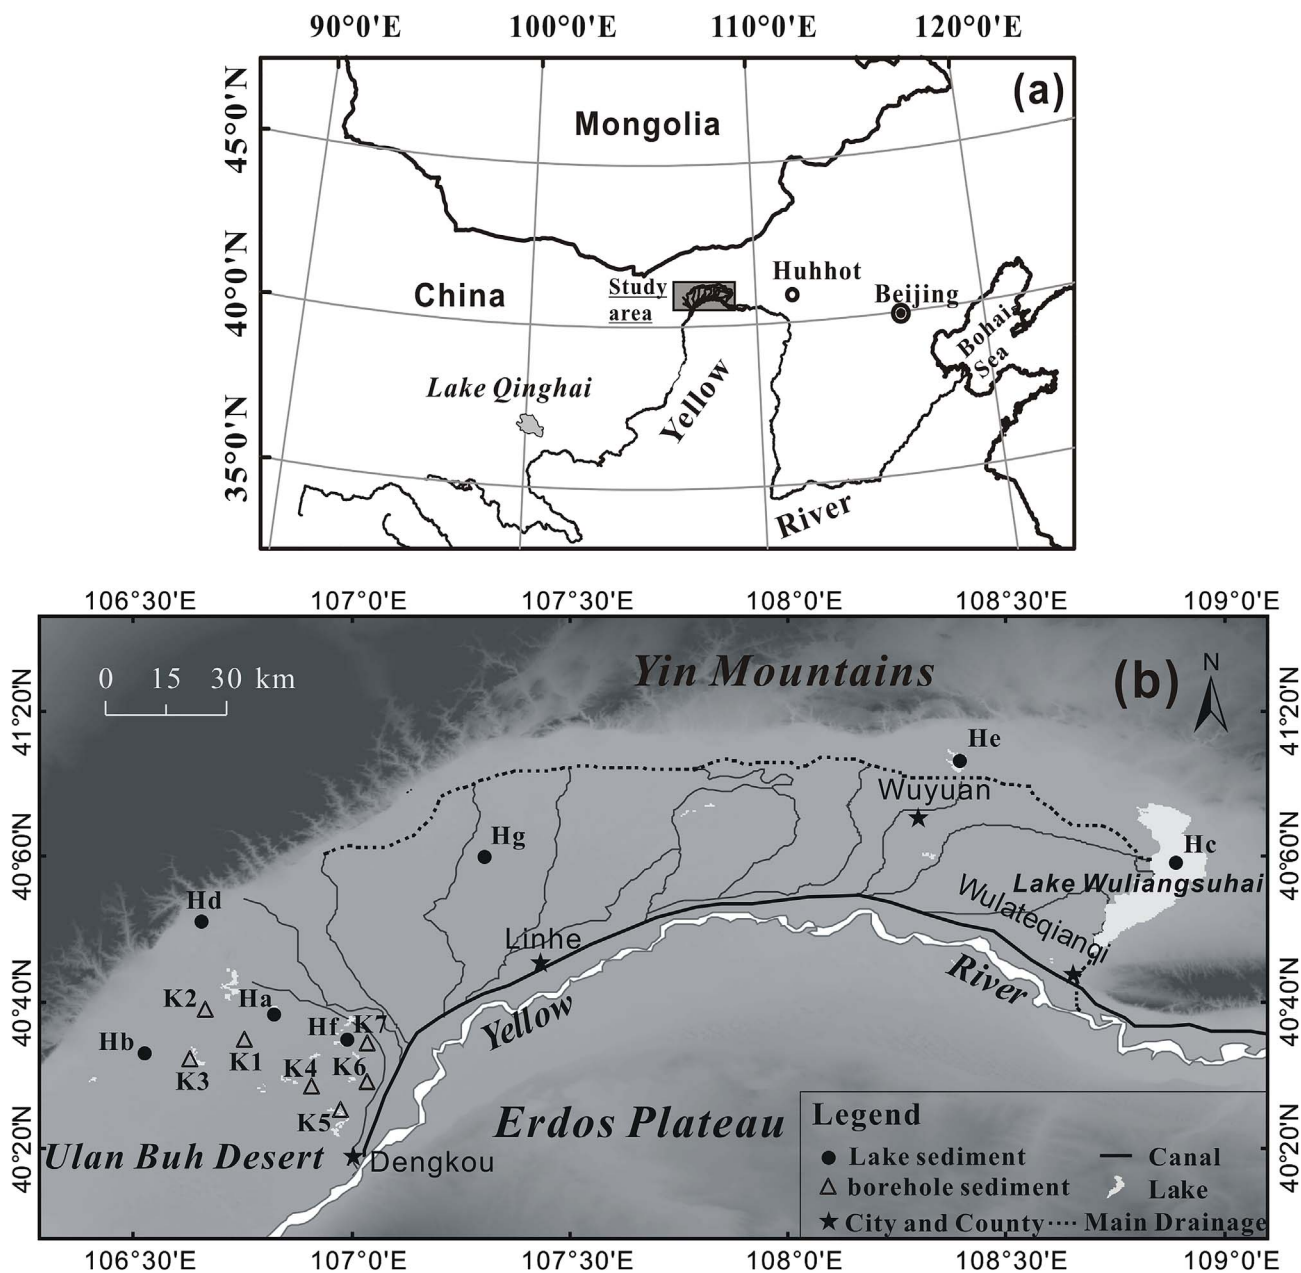 90°0'E 100°0'E 110°0'E 120°0'E
(a)
45°0'N
Mongolia
40°0'N
China
Study
area
Huhhot
Beijing
Bohai
Sea
Lake Qinghai
Yellow
35°0'N
River
106°30'E 107°0'E 107°30'E 108°0'E 108°30'E 109°0'E
0 15 30 km
Yin Mountains
(b)
N
41°20'N 41°20'N
He
Wuyuan
40°60'N 40°60'N
Hg
Hc
Lake Wuliangsuhai
Hd
Wulateqianqi
Linhe
K2
Ha
40°40'N 40°40'N
Yellow
River
Hb
Hf
K7
K3
K1
K4
K6
K5
Erdos Plateau
40°20'N 40°20'N
Ulan Buh Desert
Dengkou
Legend
Lake sediment
Canal
borehole sediment
Lake
City and County
Main Drainage
106°30'E 107°0'E 107°30'E 108°0'E 108°30'E 109°0'E